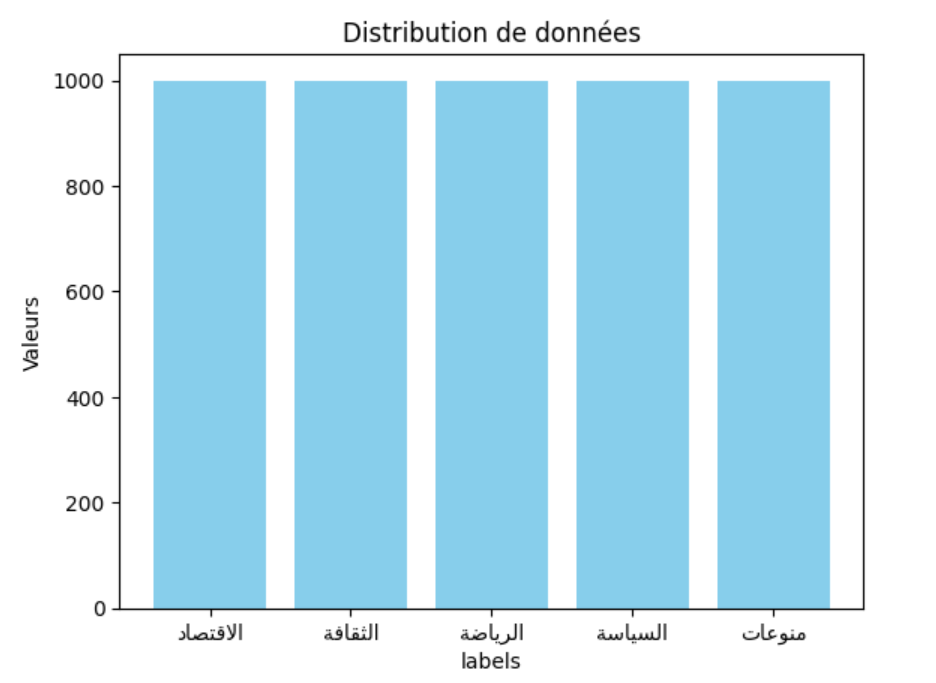 Distribution de données
1000
800
600
400
200
0
Valeurs
الاقتصاد
الثقافة
الرياضة
السياسة
منوعات
labels